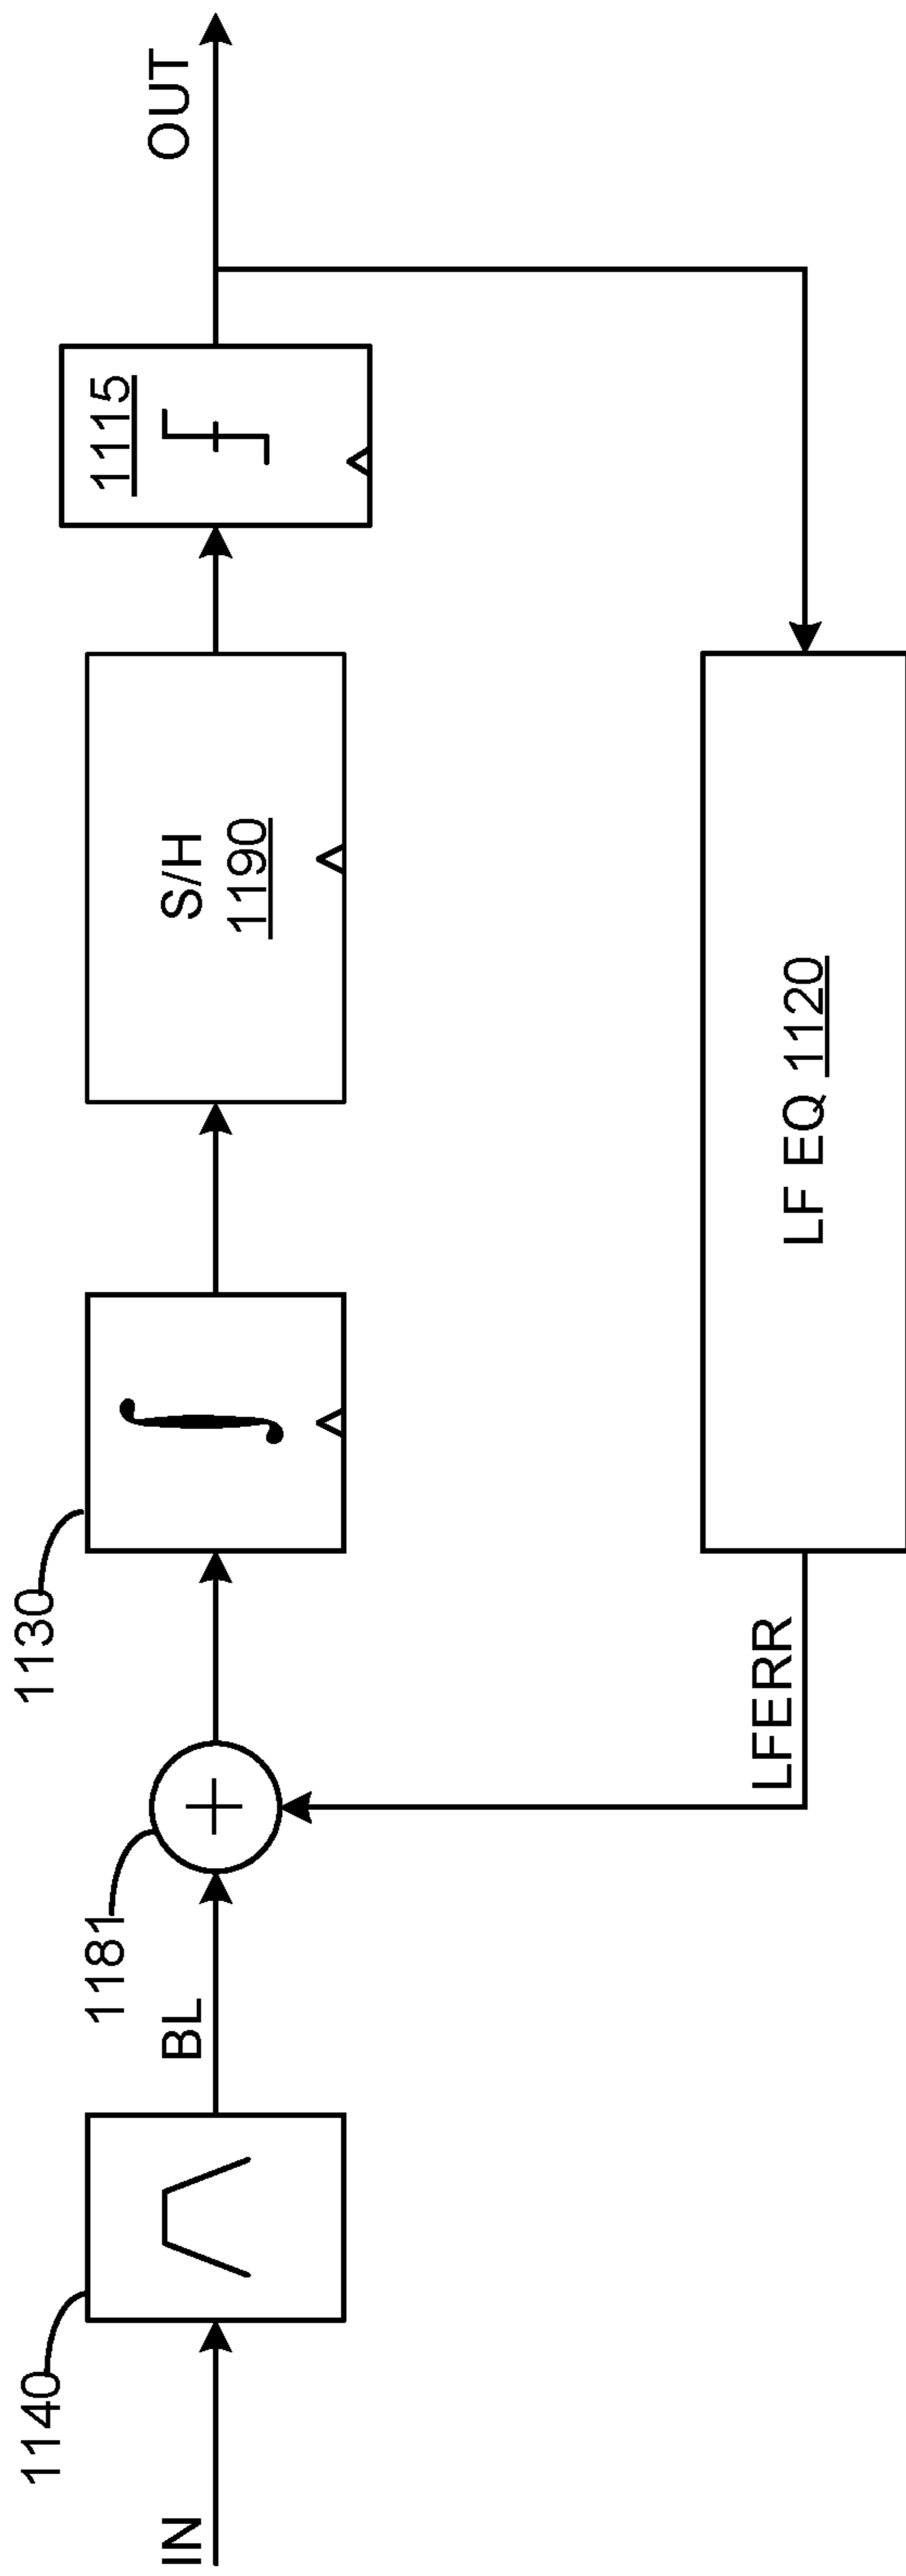 IN
1140
BL
1181
1130
S/H
1190
1115
OUT
LFERR
LF EQ 1120